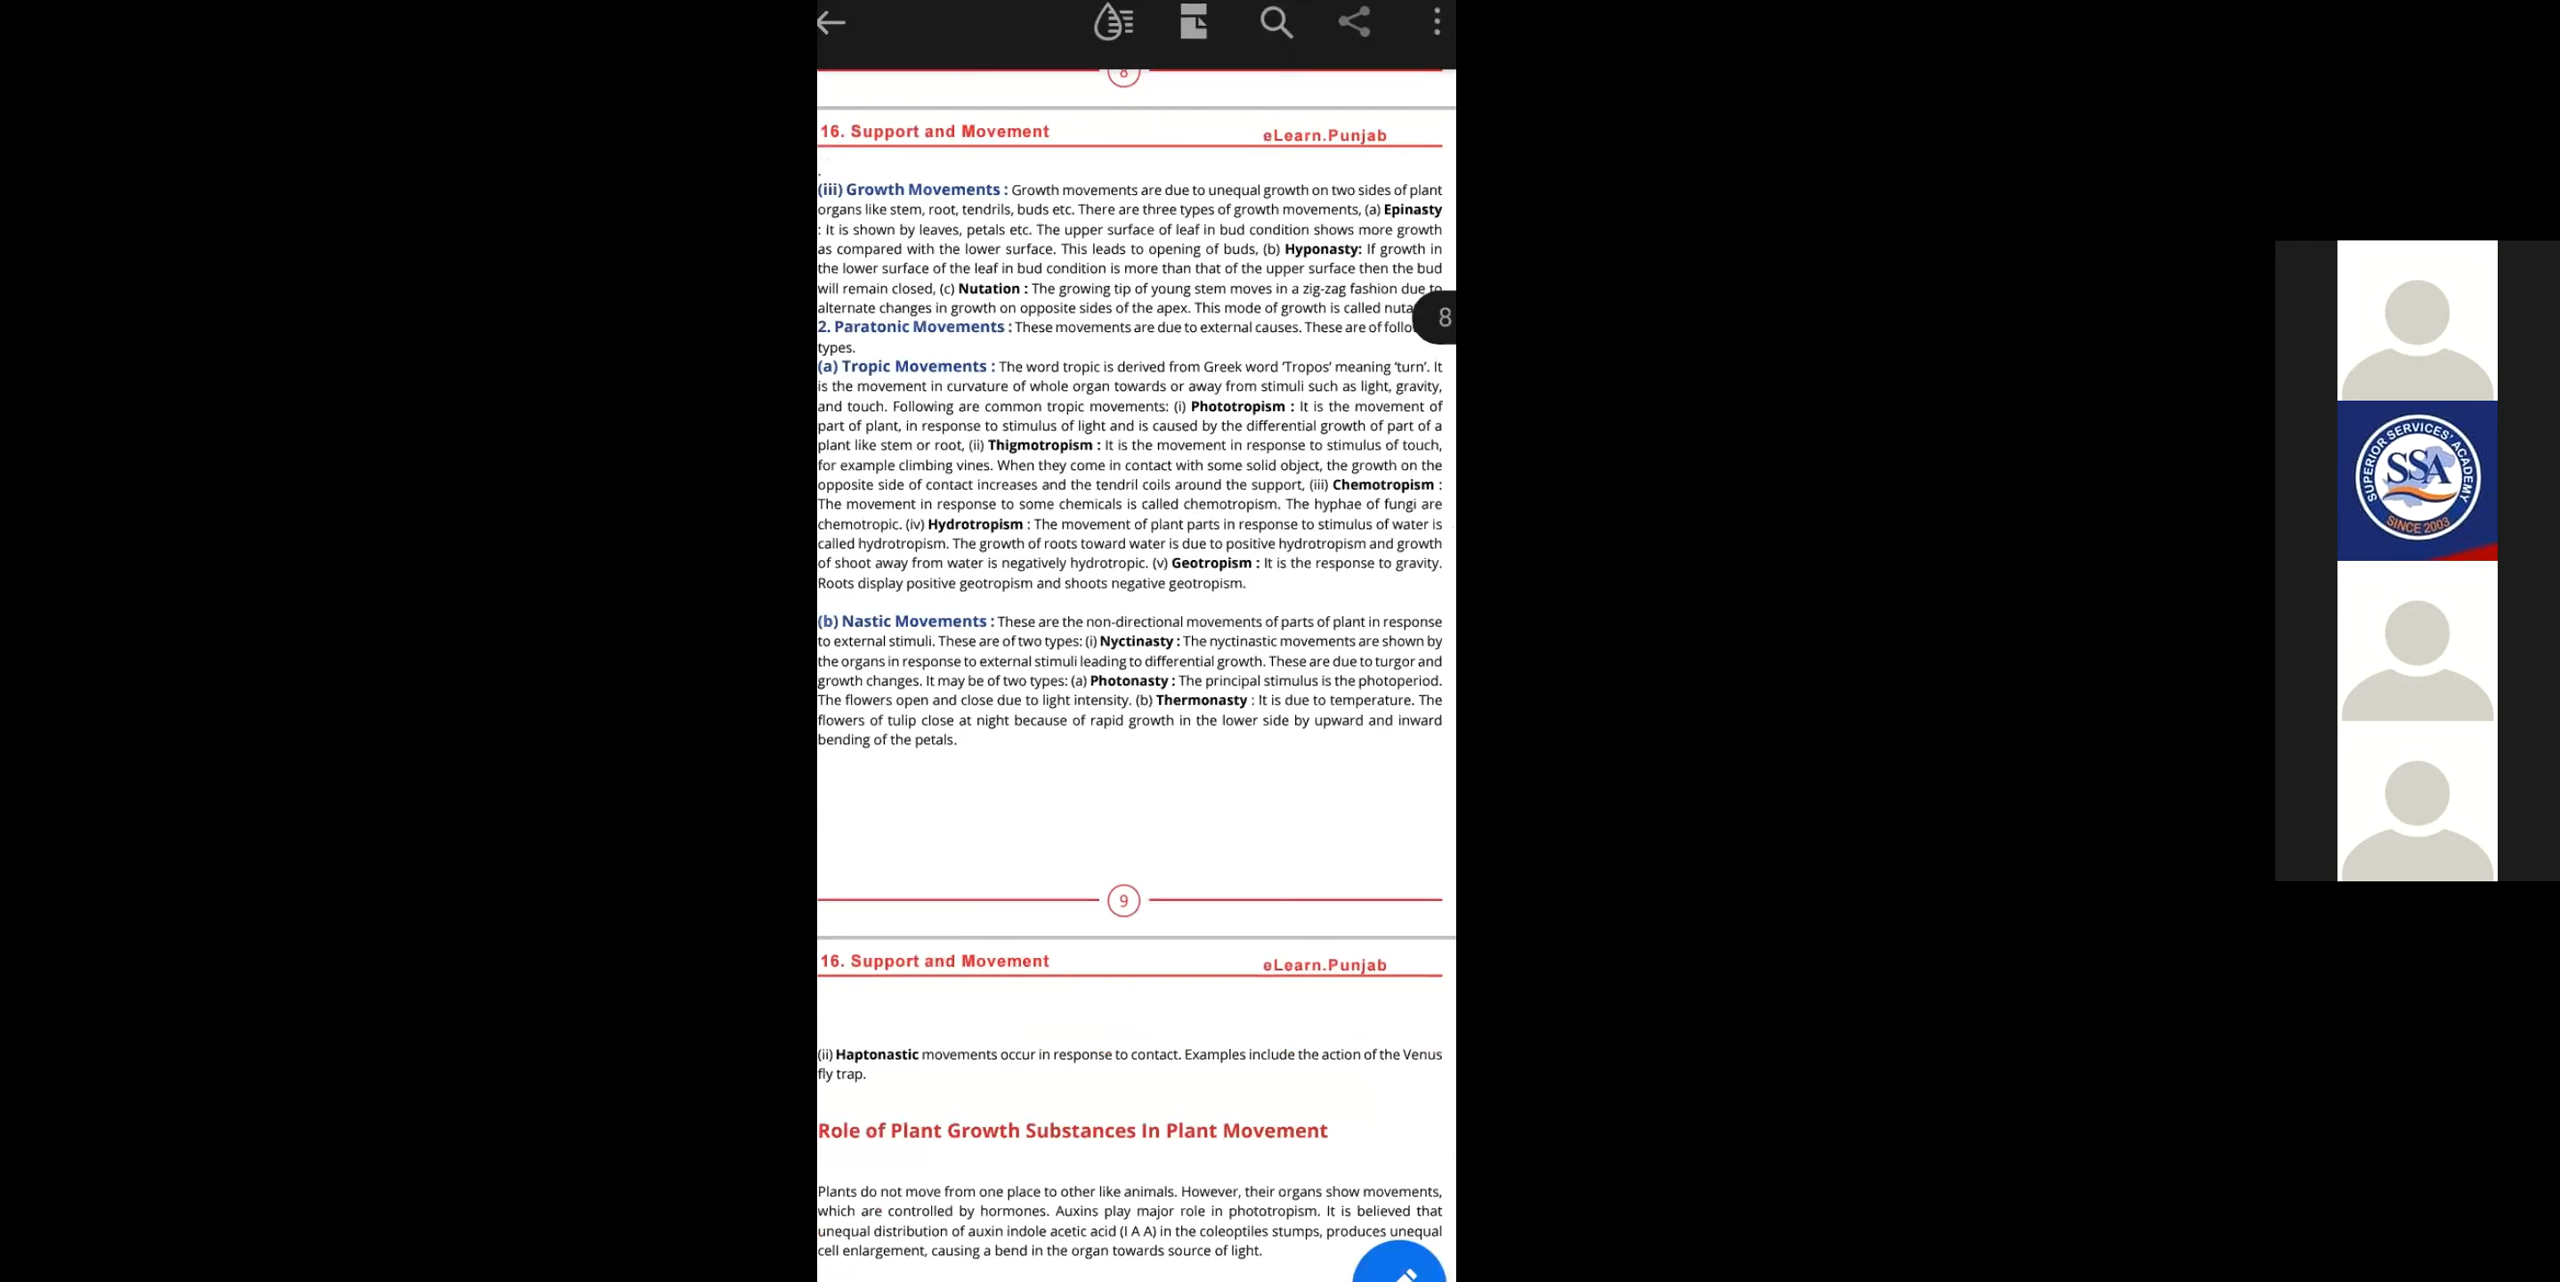 8
16. Support and Movement
eLearn.Punjab
(iii) Growth Movements : Growth movements are due to unequal growth on two sides of plant
organs like stem, root, tendrils, buds etc. There are three types of growth movements, (a) Epinasty
: It is shown by leaves, petals etc. The upper surface of leaf in bud condition shows more growth
as compared with the lower surface. This leads to opening of buds, (b) Hyponasty: If growth in
the lower surface of the leaf in bud condition is more than that of the upper surface then the bud
will remain closed, (c) Nutation : The growing tip of young stem moves in a zig-zag fashion due to
alternate changes in growth on opposite sides of the apex. This mode of growth is called nuta
8
2. Paratonic Movements : These movements are due to external causes. These are of follo
types.
(a) Tropic Movements : The word tropic is derived from Greek word ‘Tropos’ meaning ‘turn’. It
is the movement in curvature of whole organ towards or away from stimuli such as light, gravity,
and touch. Following are common tropic movements: (i) Phototropism : It is the movement of
part of plant, in response to stimulus of light and is caused by the differential growth of part of a
plant like stem or root, (ii) Thigmotropism : It is the movement in response to stimulus of touch,
for example climbing vines. When they come in contact with some solid object, the growth on the
opposite side of contact increases and the tendril coils around the support, (iii) Chemotropism :
The movement in response to some chemicals is called chemotropism. The hyphae of fungi are
chemotropic. (iv) Hydrotropism : The movement of plant parts in response to stimulus of water is
called hydrotropism. The growth of roots toward water is due to positive hydrotropism and growth
of shoot away from water is negatively hydrotropic. (v) Geotropism : It is the response to gravity.
Roots display positive geotropism and shoots negative geotropism.
(b) Nastic Movements : These are the non-directional movements of parts of plant in response
to external stimuli. These are of two types: (i) Nyctinasty : The nyctinastic movements are shown by
the organs in response to external stimuli leading to differential growth. These are due to turgor and
growth changes. It may be of two types: (a) Photonasty : The principal stimulus is the photoperiod.
The flowers open and close due to light intensity. (b) Thermonasty : It is due to temperature. The
flowers of tulip close at night because of rapid growth in the lower side by upward and inward
bending of the petals.
9
16. Support and Movement
eLearn.Punjab
(ii) Haptonastic movements occur in response to contact. Examples include the action of the Venus
fly trap.
Role of Plant Growth Substances In Plant Movement
Plants do not move from one place to other like animals. However, their organs show movements,
which are controlled by hormones. Auxins play major role in phototropism. It is believed that
unequal distribution of auxin indole acetic acid (I A A) in the coleoptiles stumps, produces unequal
cell enlargement, causing a bend in the organ towards source of light.
SUPERIOR SERVICES' ACADEMY
SSA
SINCE 2003